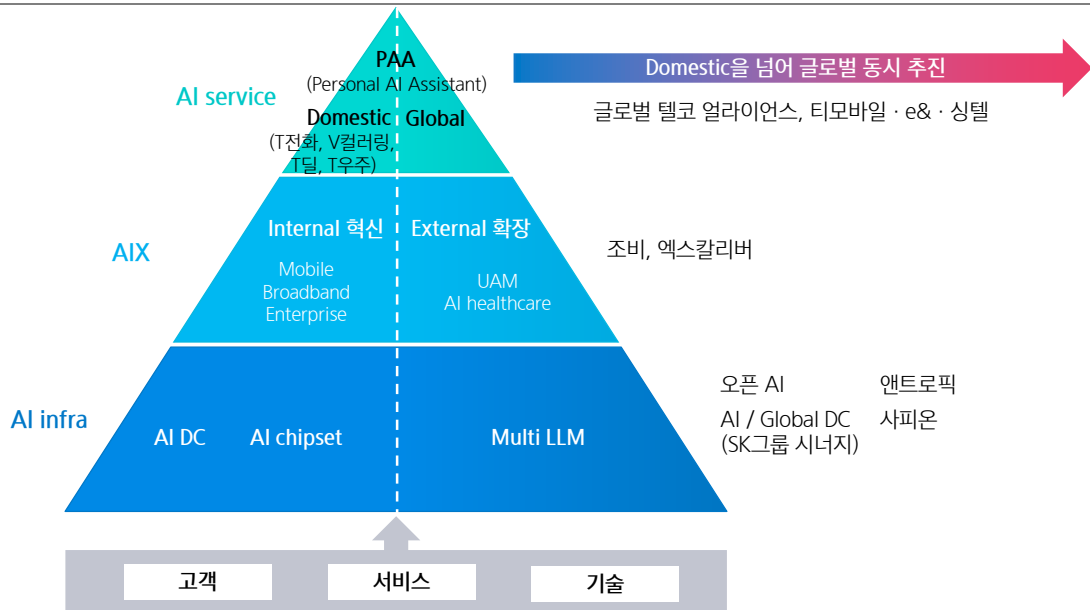 PAA
(Personal AI Assistant)
AI service
Domestic
Global
(T전화, V컬러링,
T딜, T우주)
Domestic을 넘어 글로벌 동시 추진
글로벌 텔코 얼라이언스, 티모바일 · e& · 싱텔
AIX
Internal 혁신
External 확장
Mobile
Broadband
Enterprise
UAM
AI healthcare
조비, 엑스칼리버
AI infra
AI DC
AI chipset
Multi LLM
오픈 AI
앤트로픽
AI / Global DC
(SK그룹 시너지)
사피온
고객
서비스
기술